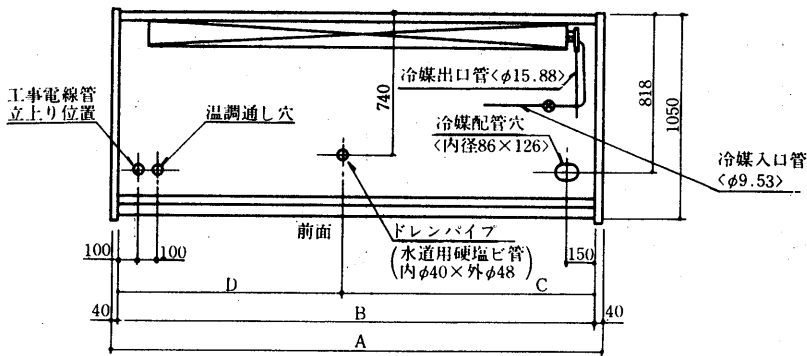 冷媒出口管<φ15.88>
740
818
1050
工事電線管
立上り位置
温調通し穴
冷媒配管穴
<内径86×126>
冷媒入口管
<φ9.53>
前面
ドレンパイプ
(水道用硬塩ビ管
内φ40×外φ48)
100
100
150
D
C
40
B
40
A